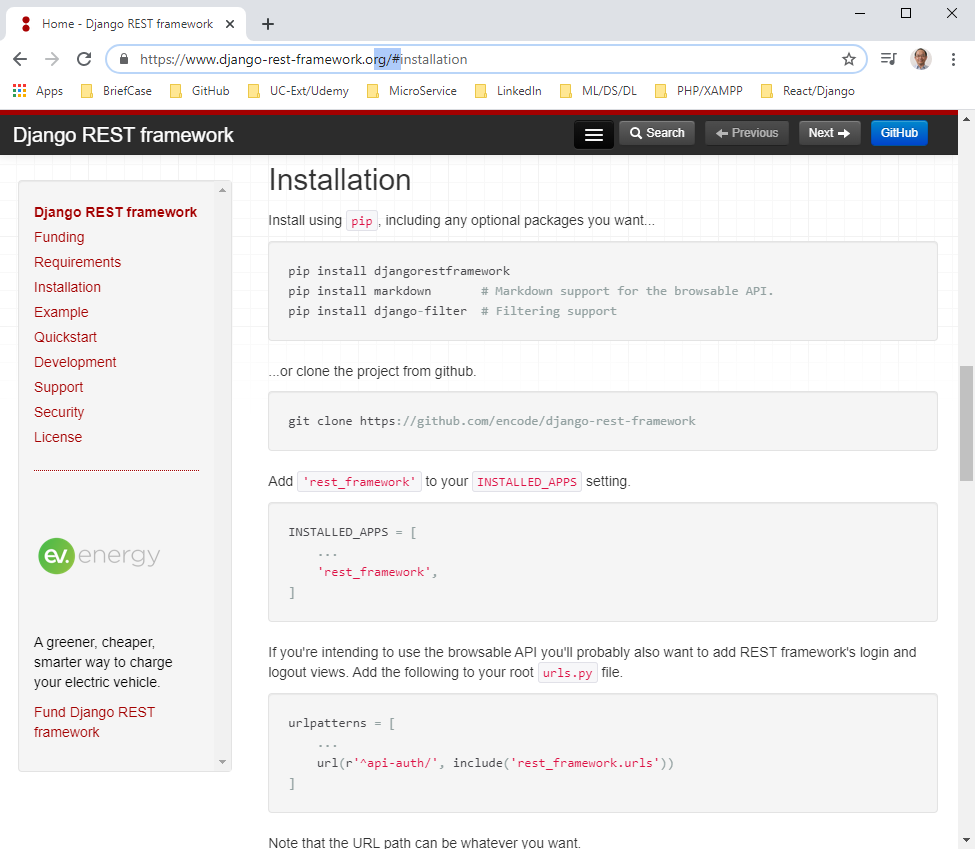 Home - Django REST framework
https://www.django-rest-framework.org/#installation
Apps BriefCase GitHub UC-Ext/Udemy MicroService LinkedIn ML/DS/DL PHP/XAMPP React/Django
Django REST framework Search Previous Next GitHub
Django REST framework
Funding
Requirements
Installation
Example
Quickstart
Development
Support
Security
License
ev.energy
A greener, cheaper,
smarter way to charge
your electric vehicle.
Fund Django REST
framework
Installation
Install using pip, including any optional packages you want...
pip install djangorestframework
pip install markdown       # Markdown support for the browsable API.
pip install django-filter  # Filtering support
...or clone the project from github.
git clone https://github.com/encode/django-rest-framework
Add 'rest_framework' to your INSTALLED_APPS setting.
INSTALLED_APPS = [
    ...
    'rest_framework',
]
If you're intending to use the browsable API you'll probably also want to add REST framework's login and
logout views. Add the following to your root urls.py file.
urlpatterns = [
    ...
    url(r'^api-auth/', include('rest_framework.urls'))
]
Note that the URL path can be whatever you want.